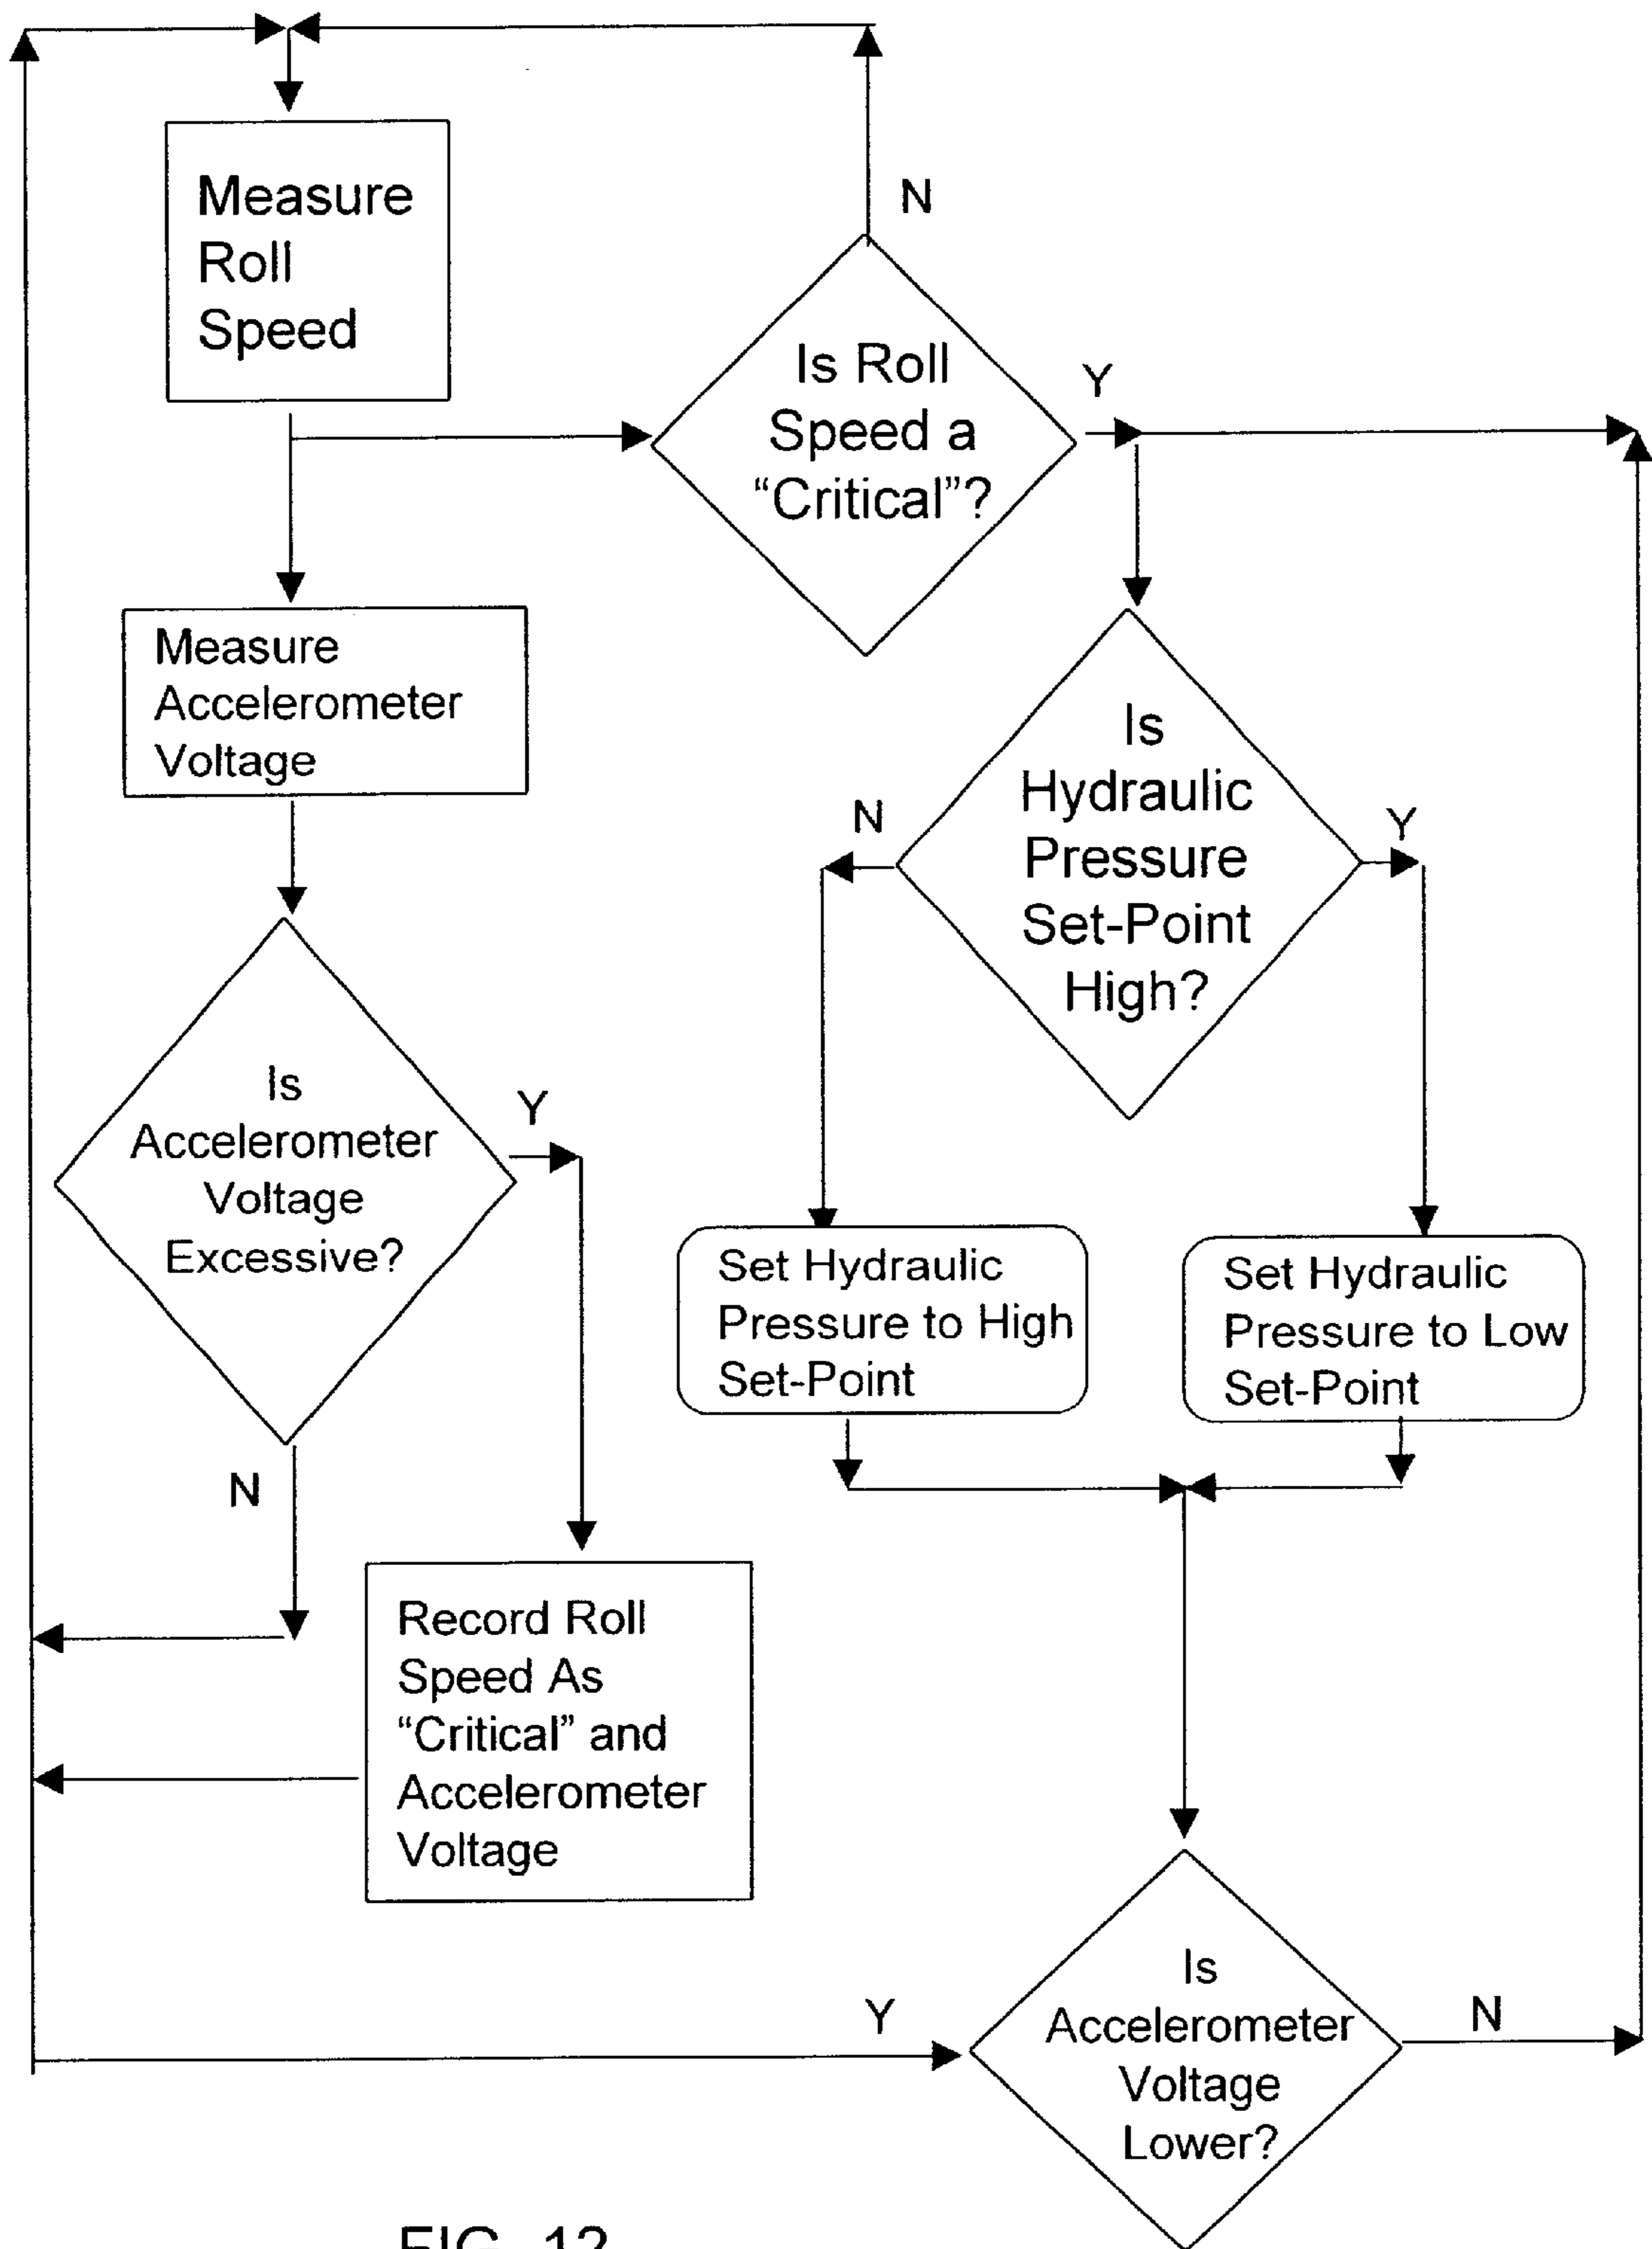 Measure
Roll
Speed
N
Is Roll
Speed a
“Critical”?
Y
Measure
Accelerometer
Voltage
Is
Hydraulic
Pressure
Set-Point
High?
N
Y
Is
Accelerometer
Voltage
Excessive?
Y
N
Set Hydraulic
Pressure to High
Set-Point
Set Hydraulic
Pressure to Low
Set-Point
Record Roll
Speed As
“Critical” and
Accelerometer
Voltage
Is
Accelerometer
Voltage
Lower?
Y
N
FIG. 12